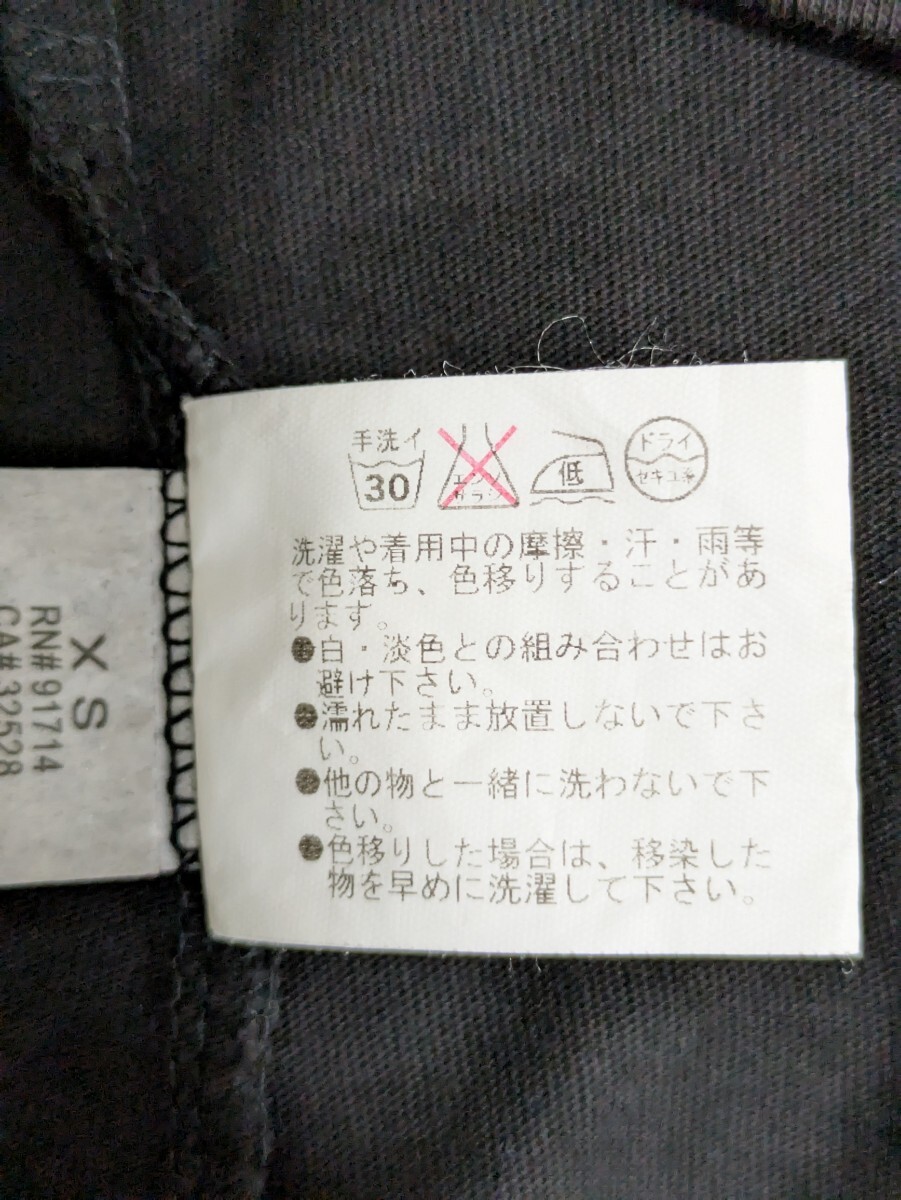 手洗イ
30
エンソ
サラシ
低
ドライ
セキユ系
洗濯や着用中の摩擦・汗・雨等
で色落ち、色移りすることがあ
ります。
●白・淡色との組み合わせはお
避け下さい。
●濡れたまま放置しないで下さ
い。
●他の物と一緒に洗わないで下
さい。
●色移りした場合は、移染した
物を早めに洗濯して下さい。
XS
RN#91714
CA#32528